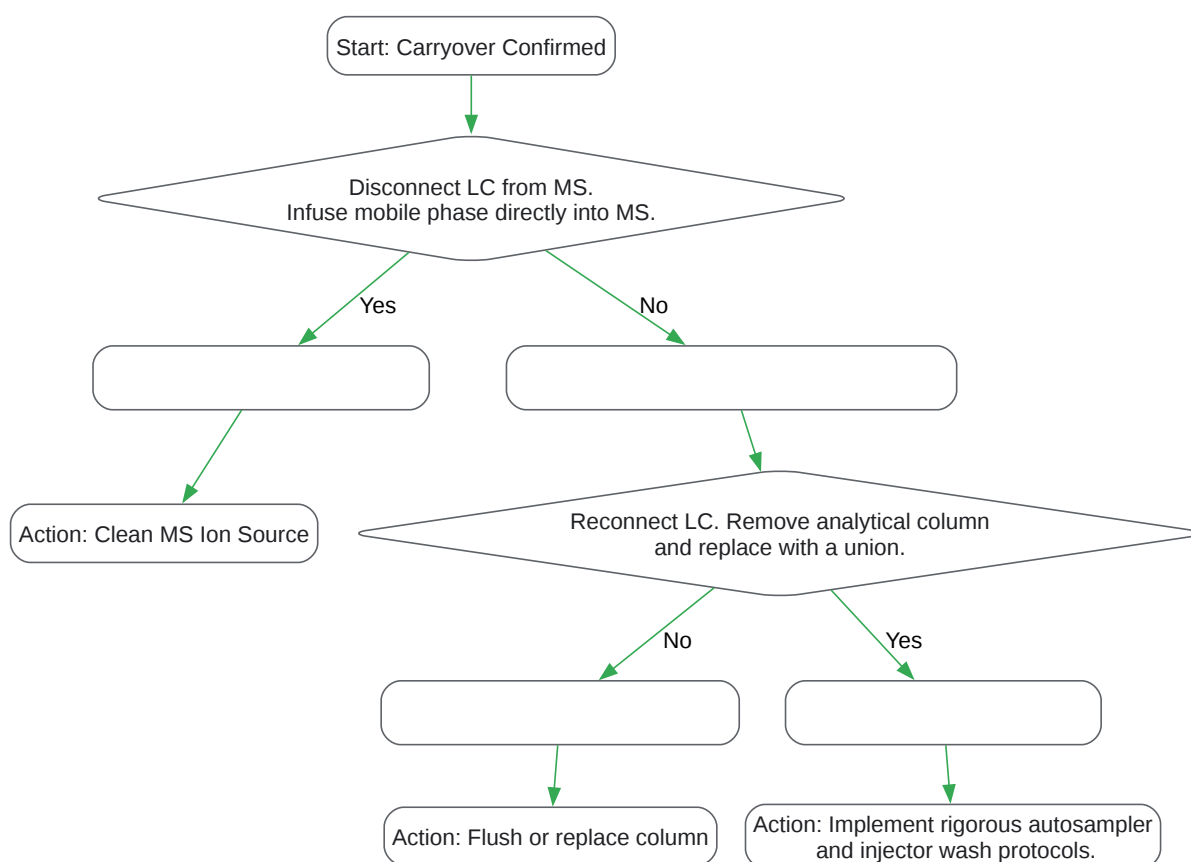 Start: Carryover Confirmed
Disconnect LC from MS.
Infuse mobile phase directly into MS.
Yes
No
Action: Clean MS Ion Source
Reconnect LC. Remove analytical column
and replace with a union.
No
Yes
Action: Flush or replace column
Action: Implement rigorous autosampler
and injector wash protocols.